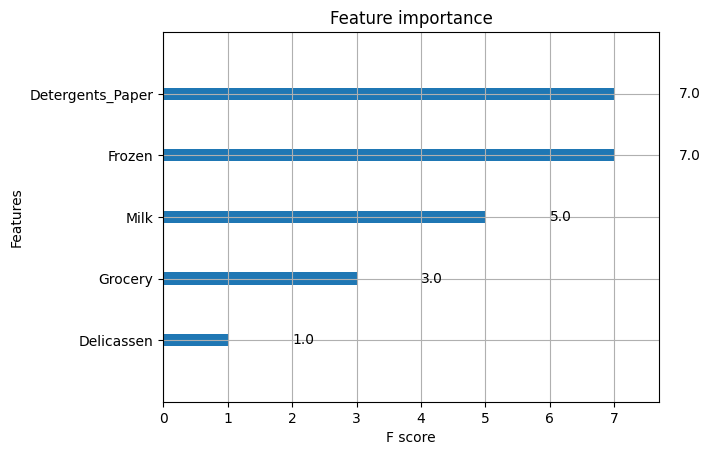 Feature importance
Detergents_Paper 7.0
Frozen 7.0
Milk 5.0
Grocery 3.0
Delicassen 1.0
Features
0 1 2 3 4 5 6 7
F score